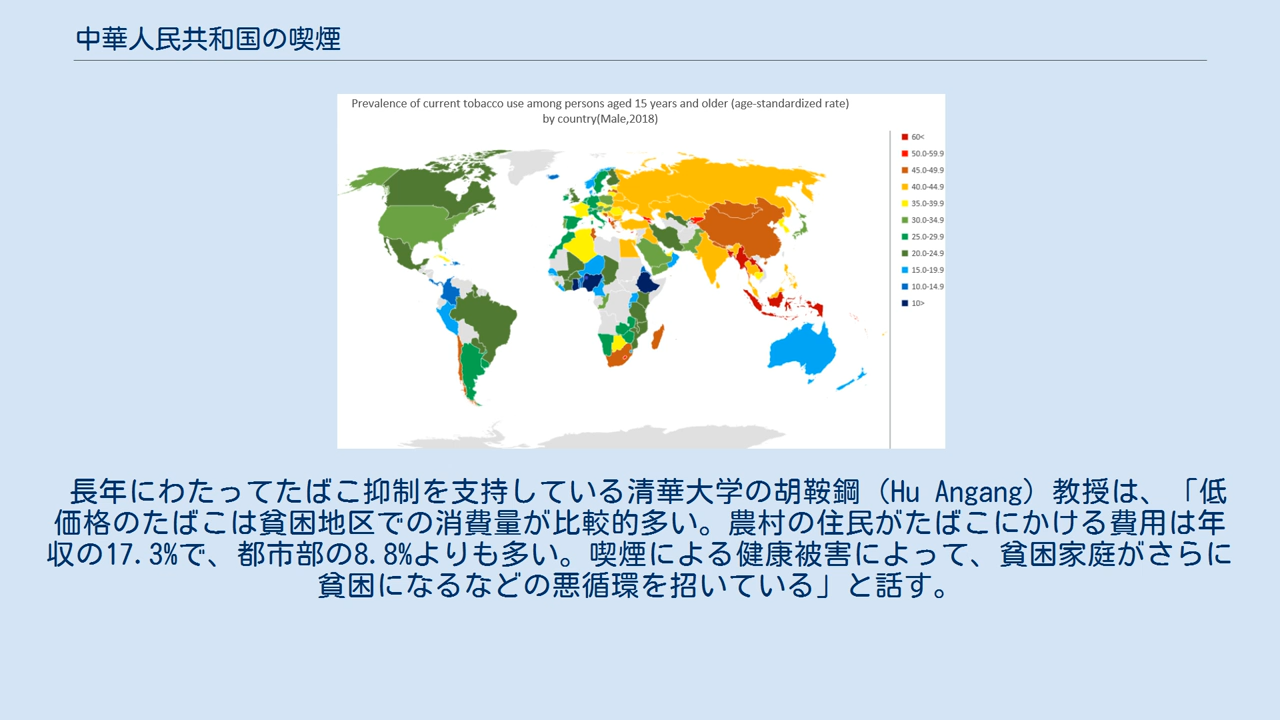 中華人民共和国の喫煙
Prevalence of current tobacco use among persons aged 15 years and older (age-standardized rate)
by country(Male,2018)
60<
50.0-59.9
45.0-49.9
40.0-44.9
35.0-39.9
30.0-34.9
25.0-29.9
20.0-24.9
15.0-19.9
10.0-14.9
10>
長年にわたってたばこ抑制を支持している清華大学の胡鞍鋼（Hu Angang）教授は、「低
価格のたばこは貧困地区での消費量が比較的多い。農村の住民がたばこにかける費用は年
収の17.3%で、都市部の8.8%よりも多い。喫煙による健康被害によって、貧困家庭がさらに
貧困になるなどの悪循環を招いている」と話す。